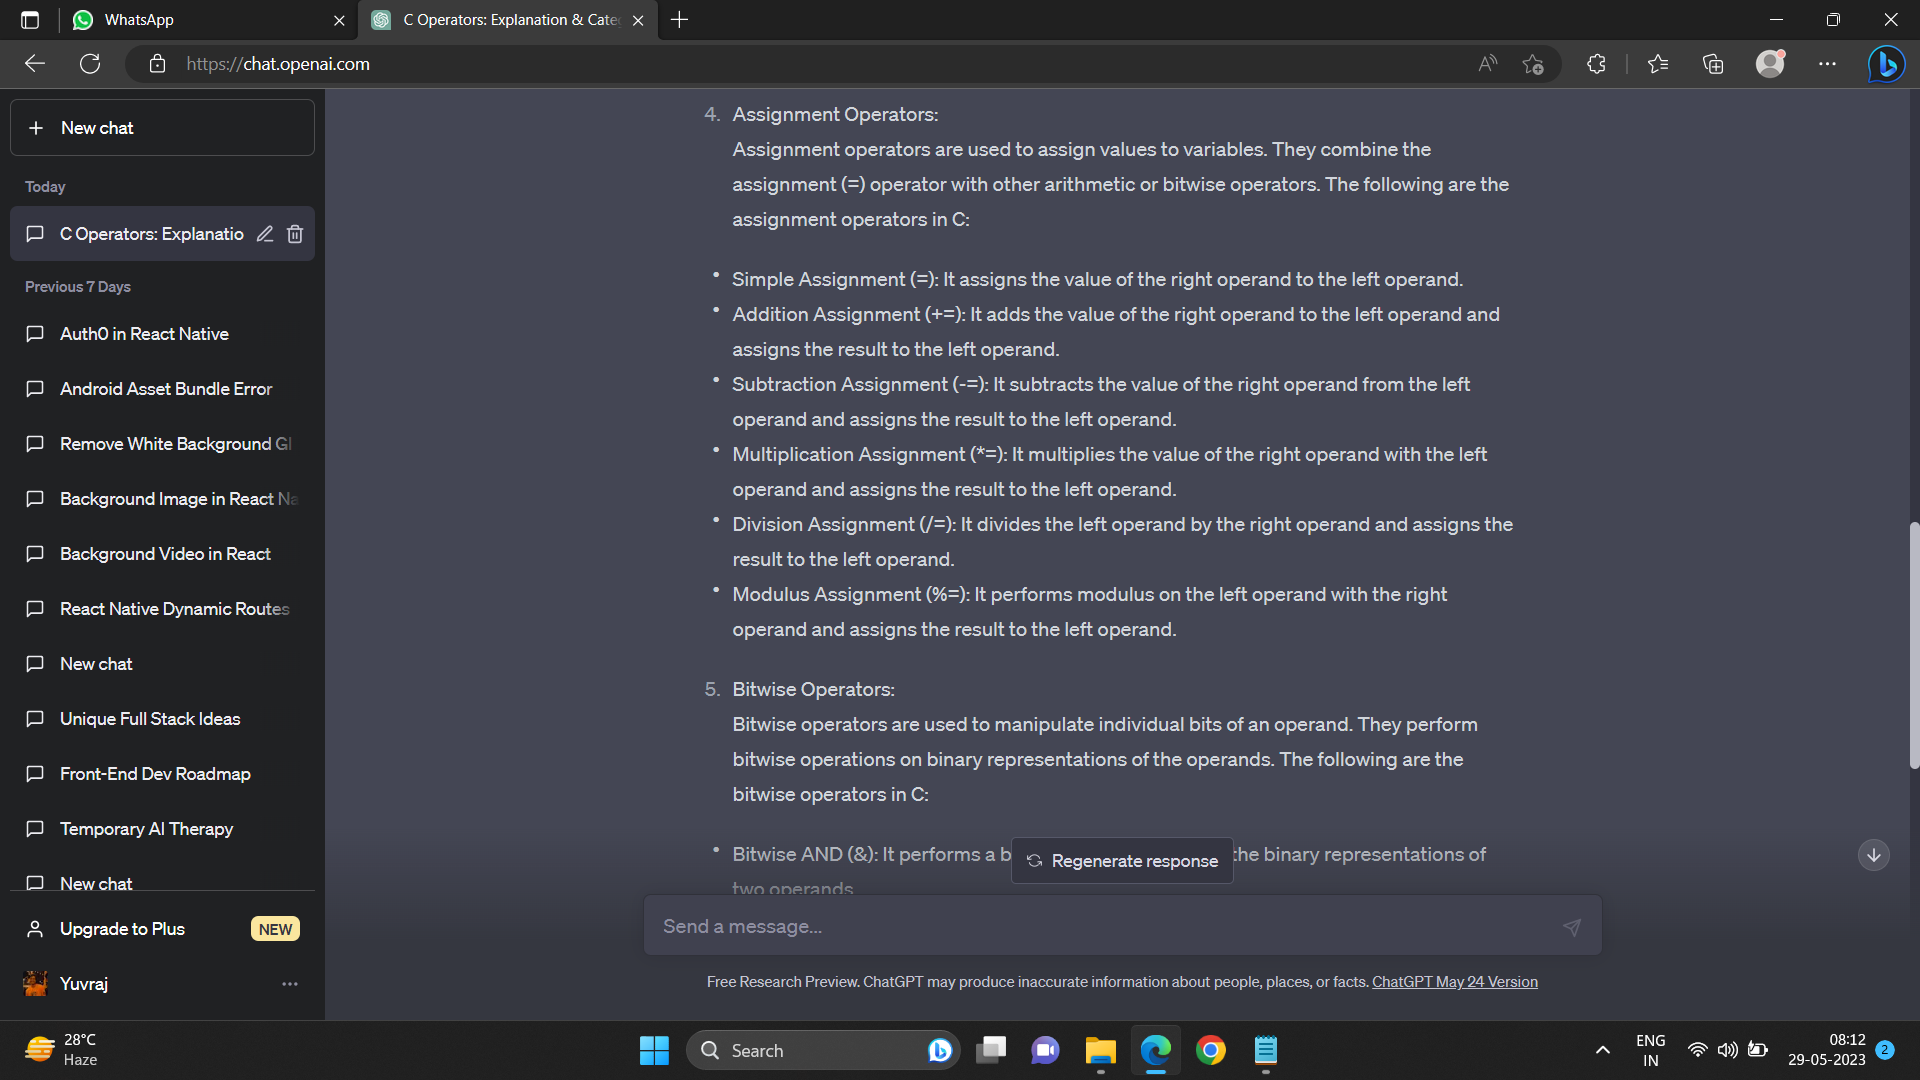 WhatsApp
C Operators: Explanation & Cate
https://chat.openai.com
New chat
Today
C Operators: Explanatio
Previous 7 Days
Auth0 in React Native
Android Asset Bundle Error
Remove White Background Gl
Background Image in React Na
Background Video in React
React Native Dynamic Routes
New chat
Unique Full Stack Ideas
Front-End Dev Roadmap
Temporary AI Therapy
New chat
Upgrade to Plus NEW
Yuvraj
4. Assignment Operators:
Assignment operators are used to assign values to variables. They combine the
assignment (=) operator with other arithmetic or bitwise operators. The following are the
assignment operators in C:
• Simple Assignment (=): It assigns the value of the right operand to the left operand.
• Addition Assignment (+=): It adds the value of the right operand to the left operand and
assigns the result to the left operand.
• Subtraction Assignment (-=): It subtracts the value of the right operand from the left
operand and assigns the result to the left operand.
• Multiplication Assignment (*=): It multiplies the value of the right operand with the left
operand and assigns the result to the left operand.
• Division Assignment (/=): It divides the left operand by the right operand and assigns the
result to the left operand.
• Modulus Assignment (%=): It performs modulus on the left operand with the right
operand and assigns the result to the left operand.
5. Bitwise Operators:
Bitwise operators are used to manipulate individual bits of an operand. They perform
bitwise operations on binary representations of the operands. The following are the
bitwise operators in C:
• Bitwise AND (&): It performs a b
Regenerate response
the binary representations of
two operands
Send a message...
Free Research Preview. ChatGPT may produce inaccurate information about people, places, or facts. ChatGPT May 24 Version
28°C
Haze
Search
ENG
IN
08:12
29-05-2023
2